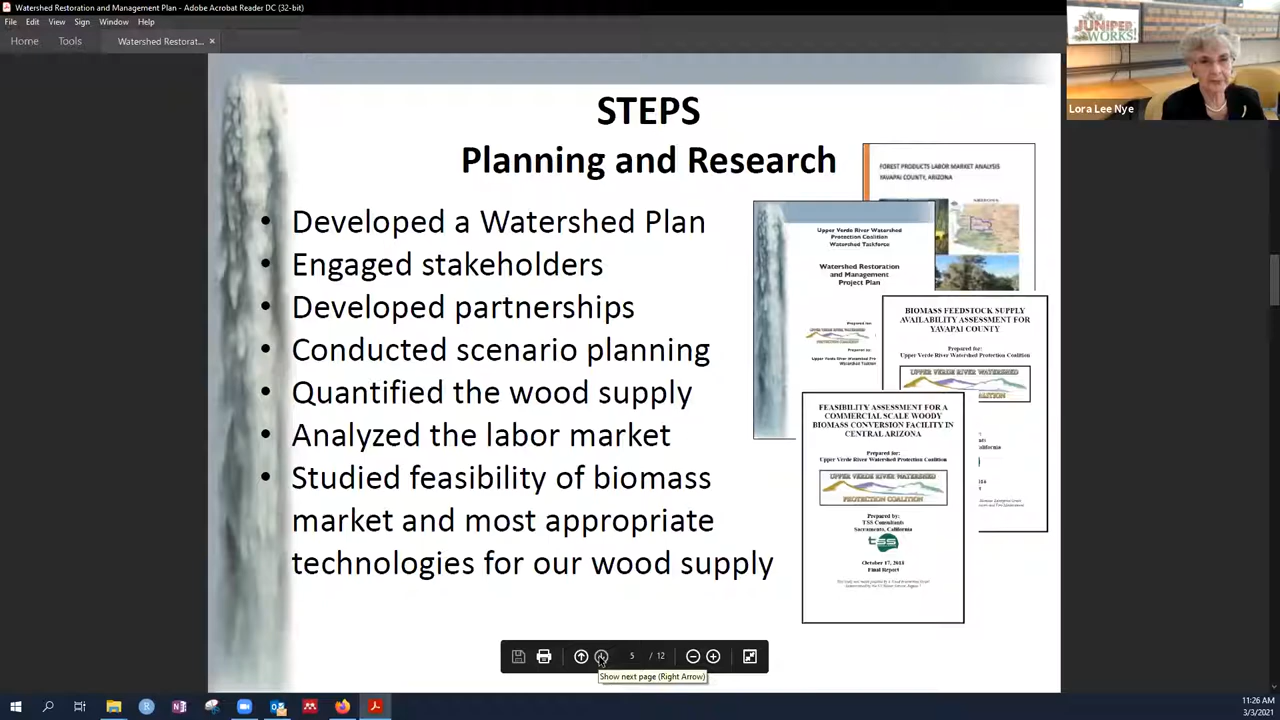 Watershed Restoration and Management Plan - Adobe Acrobat Reader DC (32-bit)
File Edit View Sign Window Help
Home Tools Watershed Restorat... ×
JUNIPER
WORKS!
Lora Lee Nye
STEPS
Planning and Research
• Developed a Watershed Plan
• Engaged stakeholders
• Developed partnerships
Conducted scenario planning
Quantified the wood supply
• Analyzed the labor market
• Studied feasibility of biomass
market and most appropriate
technologies for our wood supply
FOREST PRODUCTS LABOR MARKET ANALYSIS
YAVAPAI COUNTY, ARIZONA
Upper Verde River Watershed
Protection Coalition
Watershed Taskforce
Watershed Restoration
and Management
Project Plan
Prepared for:
BIOMASS FEEDSTOCK SUPPLY
AVAILABILITY ASSESSMENT FOR
YAVAPAI COUNTY
Prepared for:
Upper Verde River Watershed Protection Coalition
UPPER VERDE RIVER WATERSHED
FEASIBILITY ASSESSMENT FOR A
COMMERCIAL SCALE WOODY
BIOMASS CONVERSION FACILITY IN
CENTRAL ARIZONA
Prepared for:
Upper Verde River Watershed Protection Coalition
UPPER VERDE RIVER WATERSHED
PROTECTION COALITION
Prepared by:
TSS Consultants
Sacramento, California
tss
Final Report
5 / 12
Show next page (Right Arrow)
11:26 AM
3/3/2021